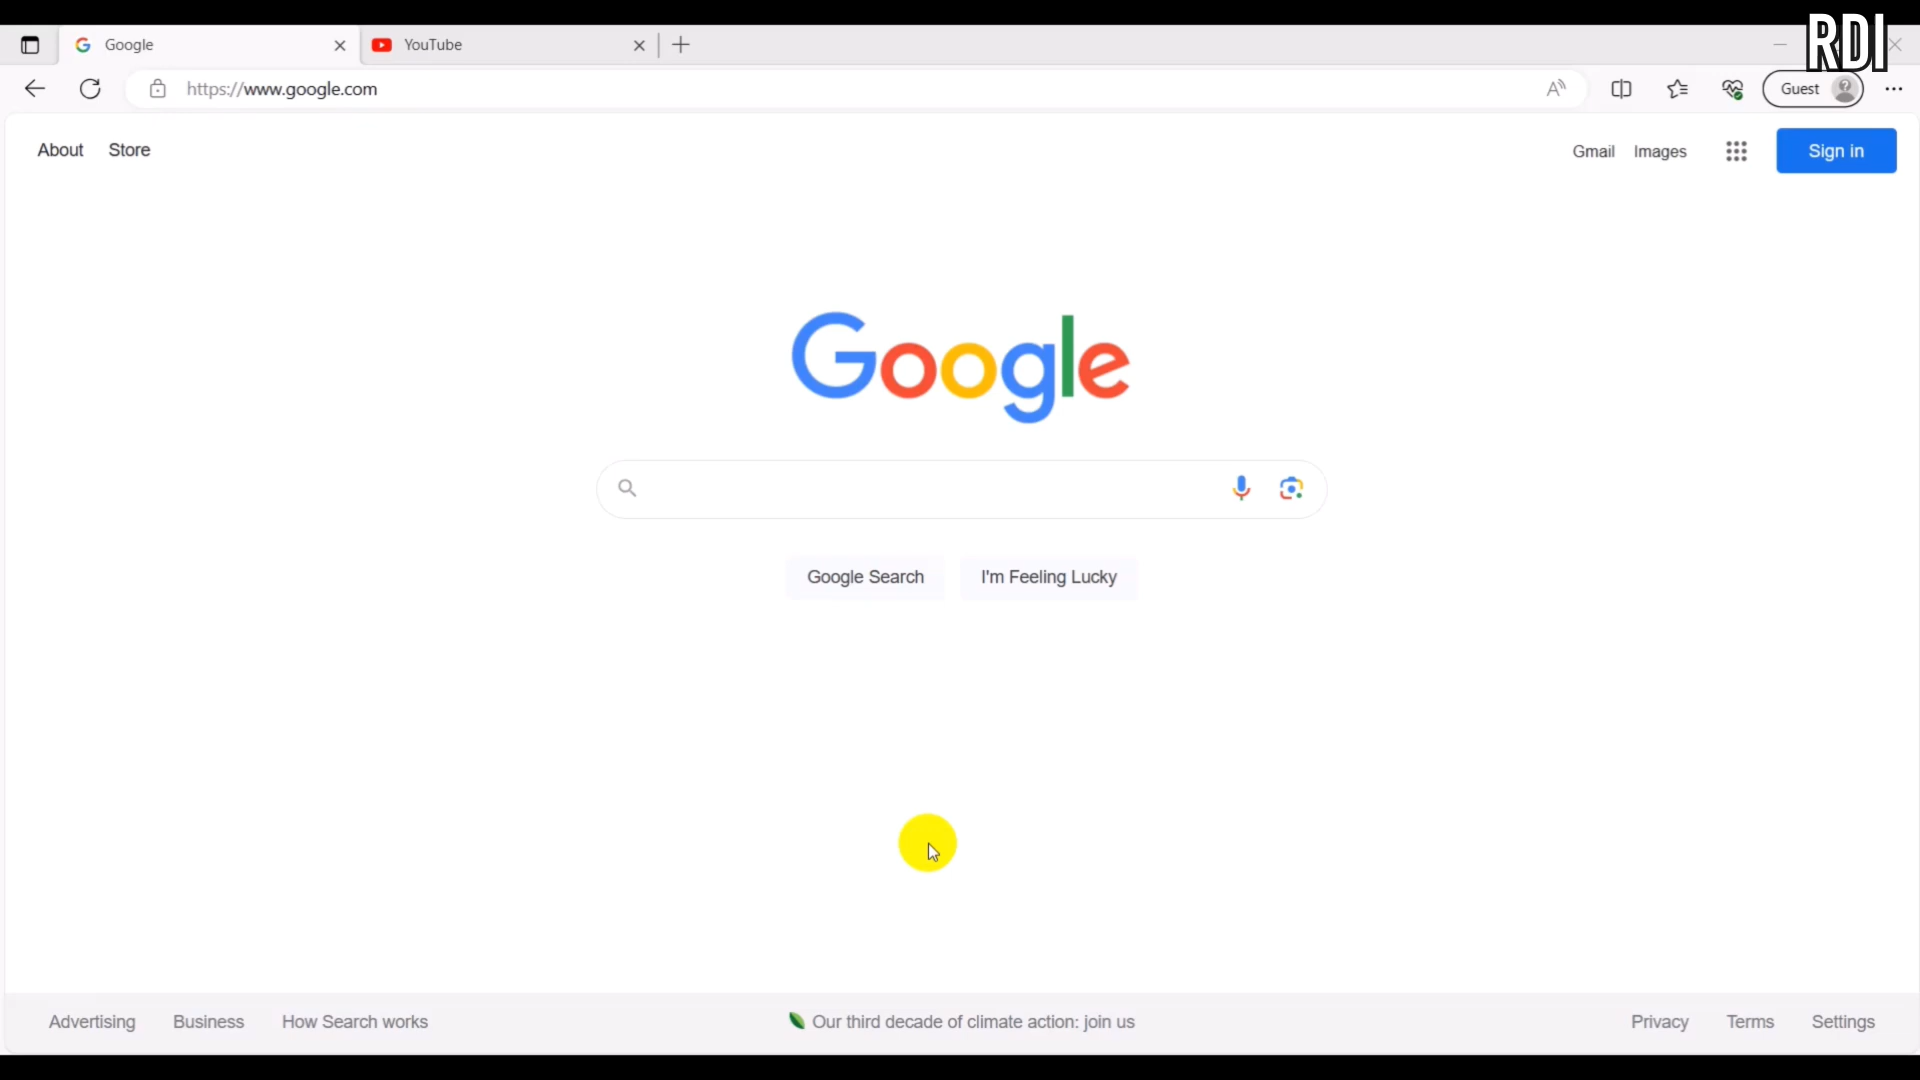 RDI
Google
YouTube
https://www.google.com
Guest
About
Store
Gmail
Images
Sign in
Google
Google Search
I'm Feeling Lucky
Advertising
Business
How Search works
Our third decade of climate action: join us
Privacy
Terms
Settings